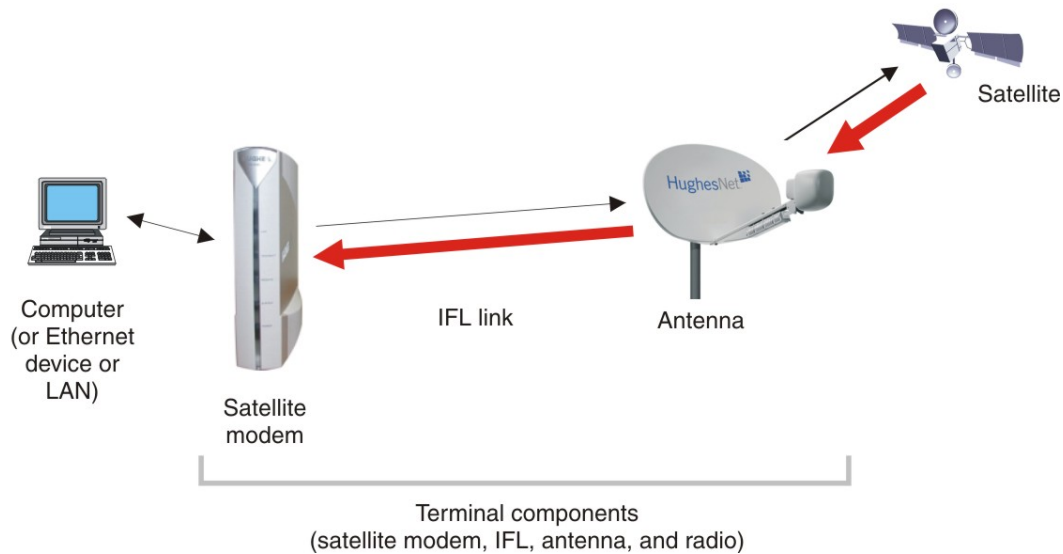 Satellite
HughesNet
Computer
(or Ethernet
device or
LAN)
IFL link
Antenna
Satellite
modem
Terminal components
(satellite modem, IFL, antenna, and radio)